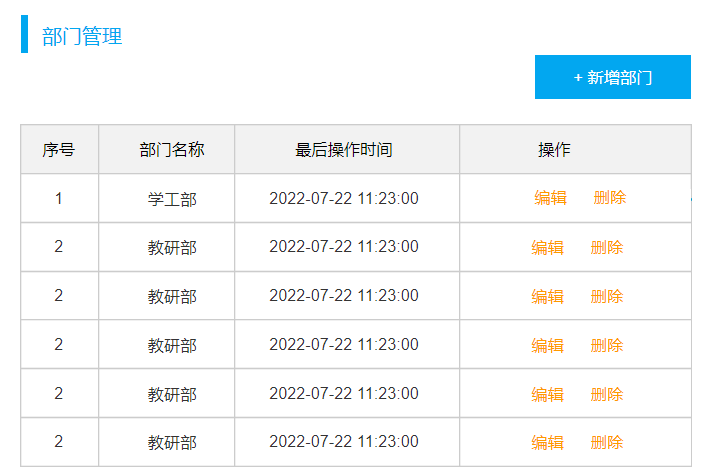 部门管理
+ 新增部门
序号 部门名称 最后操作时间 操作
1 学工部 2022-07-22 11:23:00 编辑 删除
2 教研部 2022-07-22 11:23:00 编辑 删除
2 教研部 2022-07-22 11:23:00 编辑 删除
2 教研部 2022-07-22 11:23:00 编辑 删除
2 教研部 2022-07-22 11:23:00 编辑 删除
2 教研部 2022-07-22 11:23:00 编辑 删除